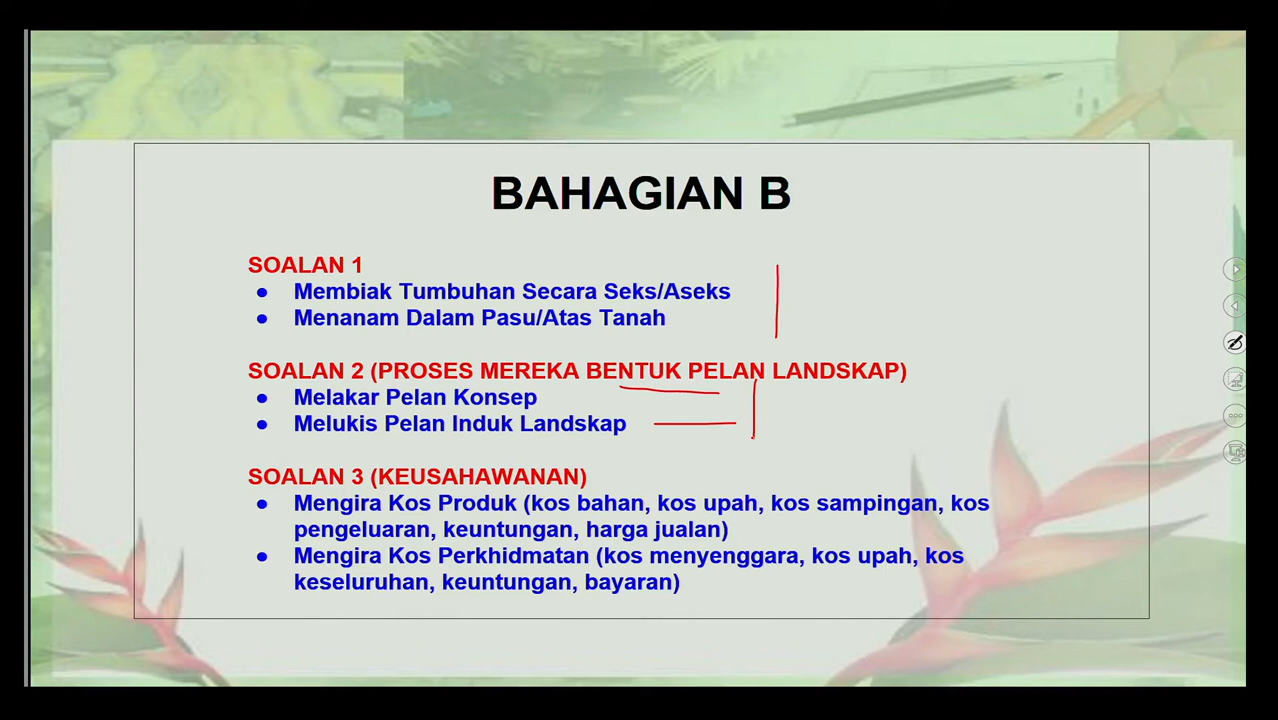 BAHAGIAN B
SOALAN 1
● Membiak Tumbuhan Secara Seks/Aseks
● Menanam Dalam Pasu/Atas Tanah
SOALAN 2 (PROSES MEREKA BENTUK PELAN LANDSKAP)
● Melakar Pelan Konsep
● Melukis Pelan Induk Landskap
SOALAN 3 (KEUSAHAWANAN)
● Mengira Kos Produk (kos bahan, kos upah, kos sampingan, kos
pengeluaran, keuntungan, harga jualan)
● Mengira Kos Perkhidmatan (kos menyenggara, kos upah, kos
keseluruhan, keuntungan, bayaran)